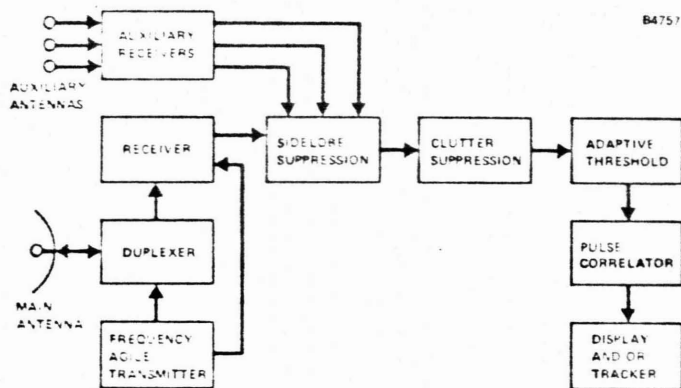 B4757
AUXILIARY
RECEIVERS
AUXILIARY
ANTENNAS
RECEIVER
SIDELORE
SUPPRESSION
CLUTTER
SUPPRESSION
ADAPTIVE
THRESHOLD
DUPLEXER
PULSE
CORRELATOR
MAIN
ANTENNA
FREQUENCY
AGILE
TRANSMITTER
DISPLAY
AND/OR
TRACKER